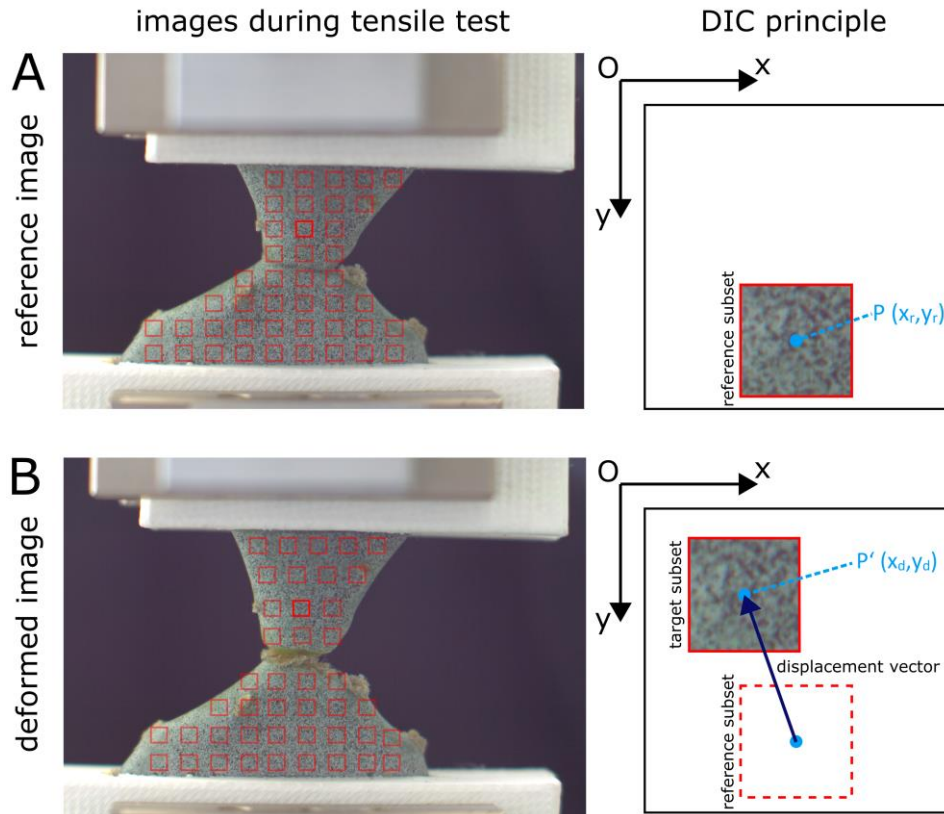 images during tensile test
DIC principle
A
reference image
O
x
y
reference subset
P (xr,yr)
B
deformed image
O
x
y
target subset
P‘ (xd,yd)
displacement vector
reference subset